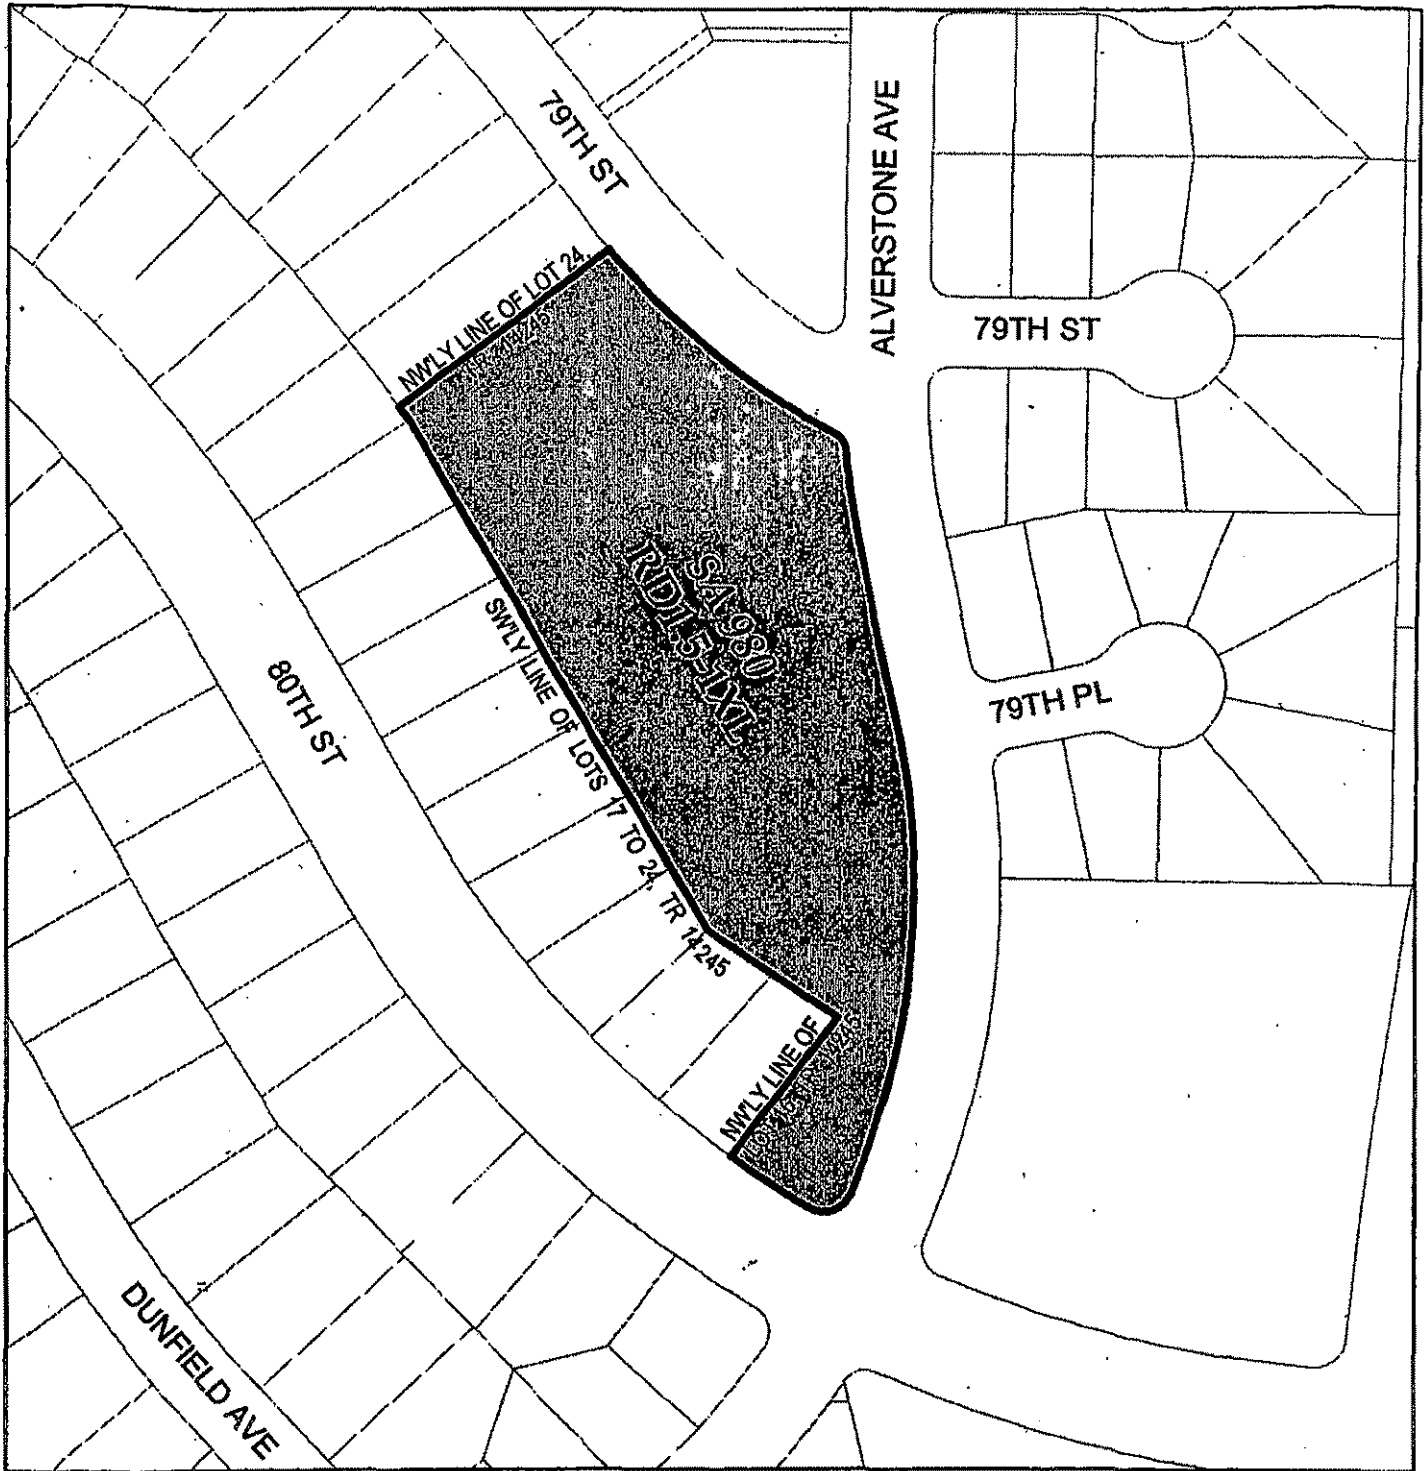 79TH ST
ALVERSTONE AVE
NW'LY LINE OF LOT 24,
79TH ST
SA 980
RD1.5-1XL
SW'LY LINE OF LOTS 17 TO 24, TR 14245
80TH ST
79TH PL
NW'LY LINE OF
DUNFIELD AVE